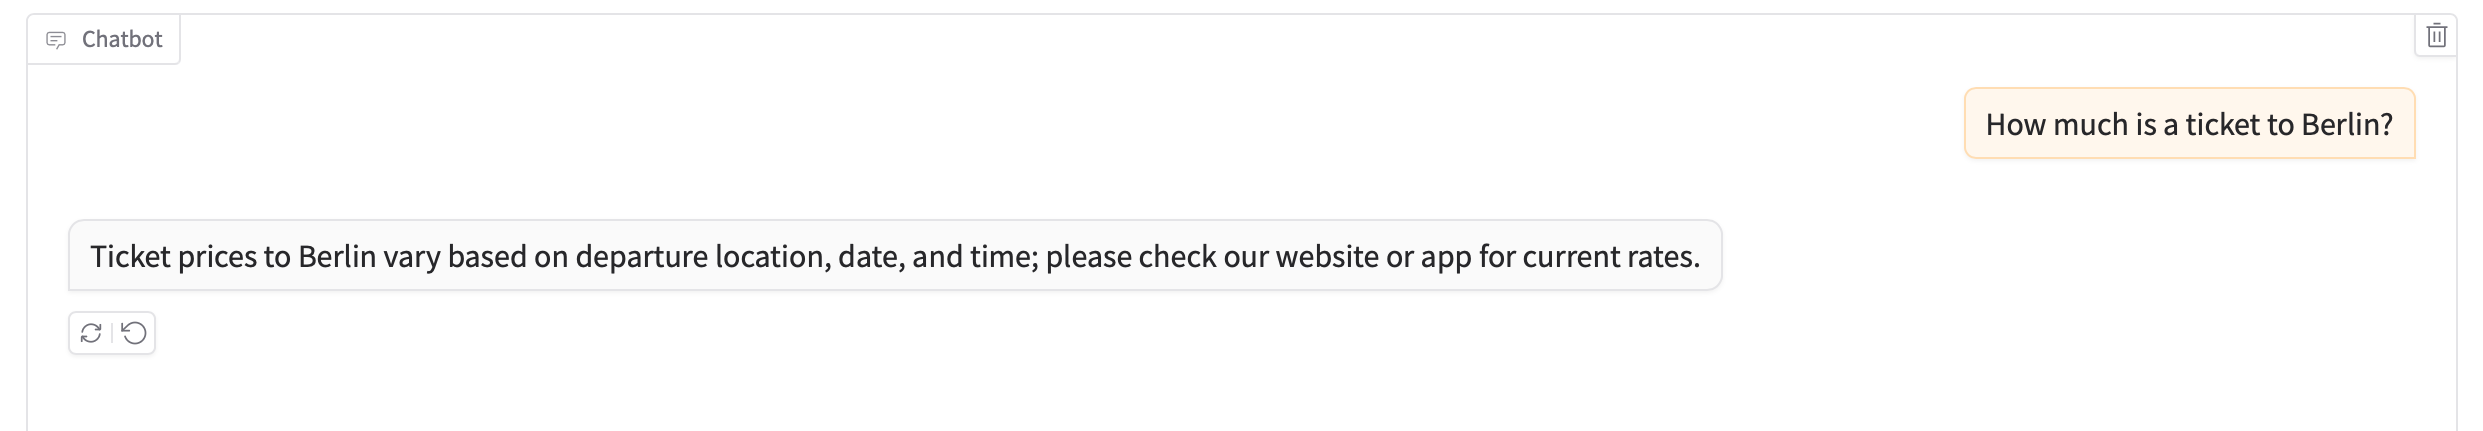 Chatbot
How much is a ticket to Berlin?
Ticket prices to Berlin vary based on departure location, date, and time; please check our website or app for current rates.